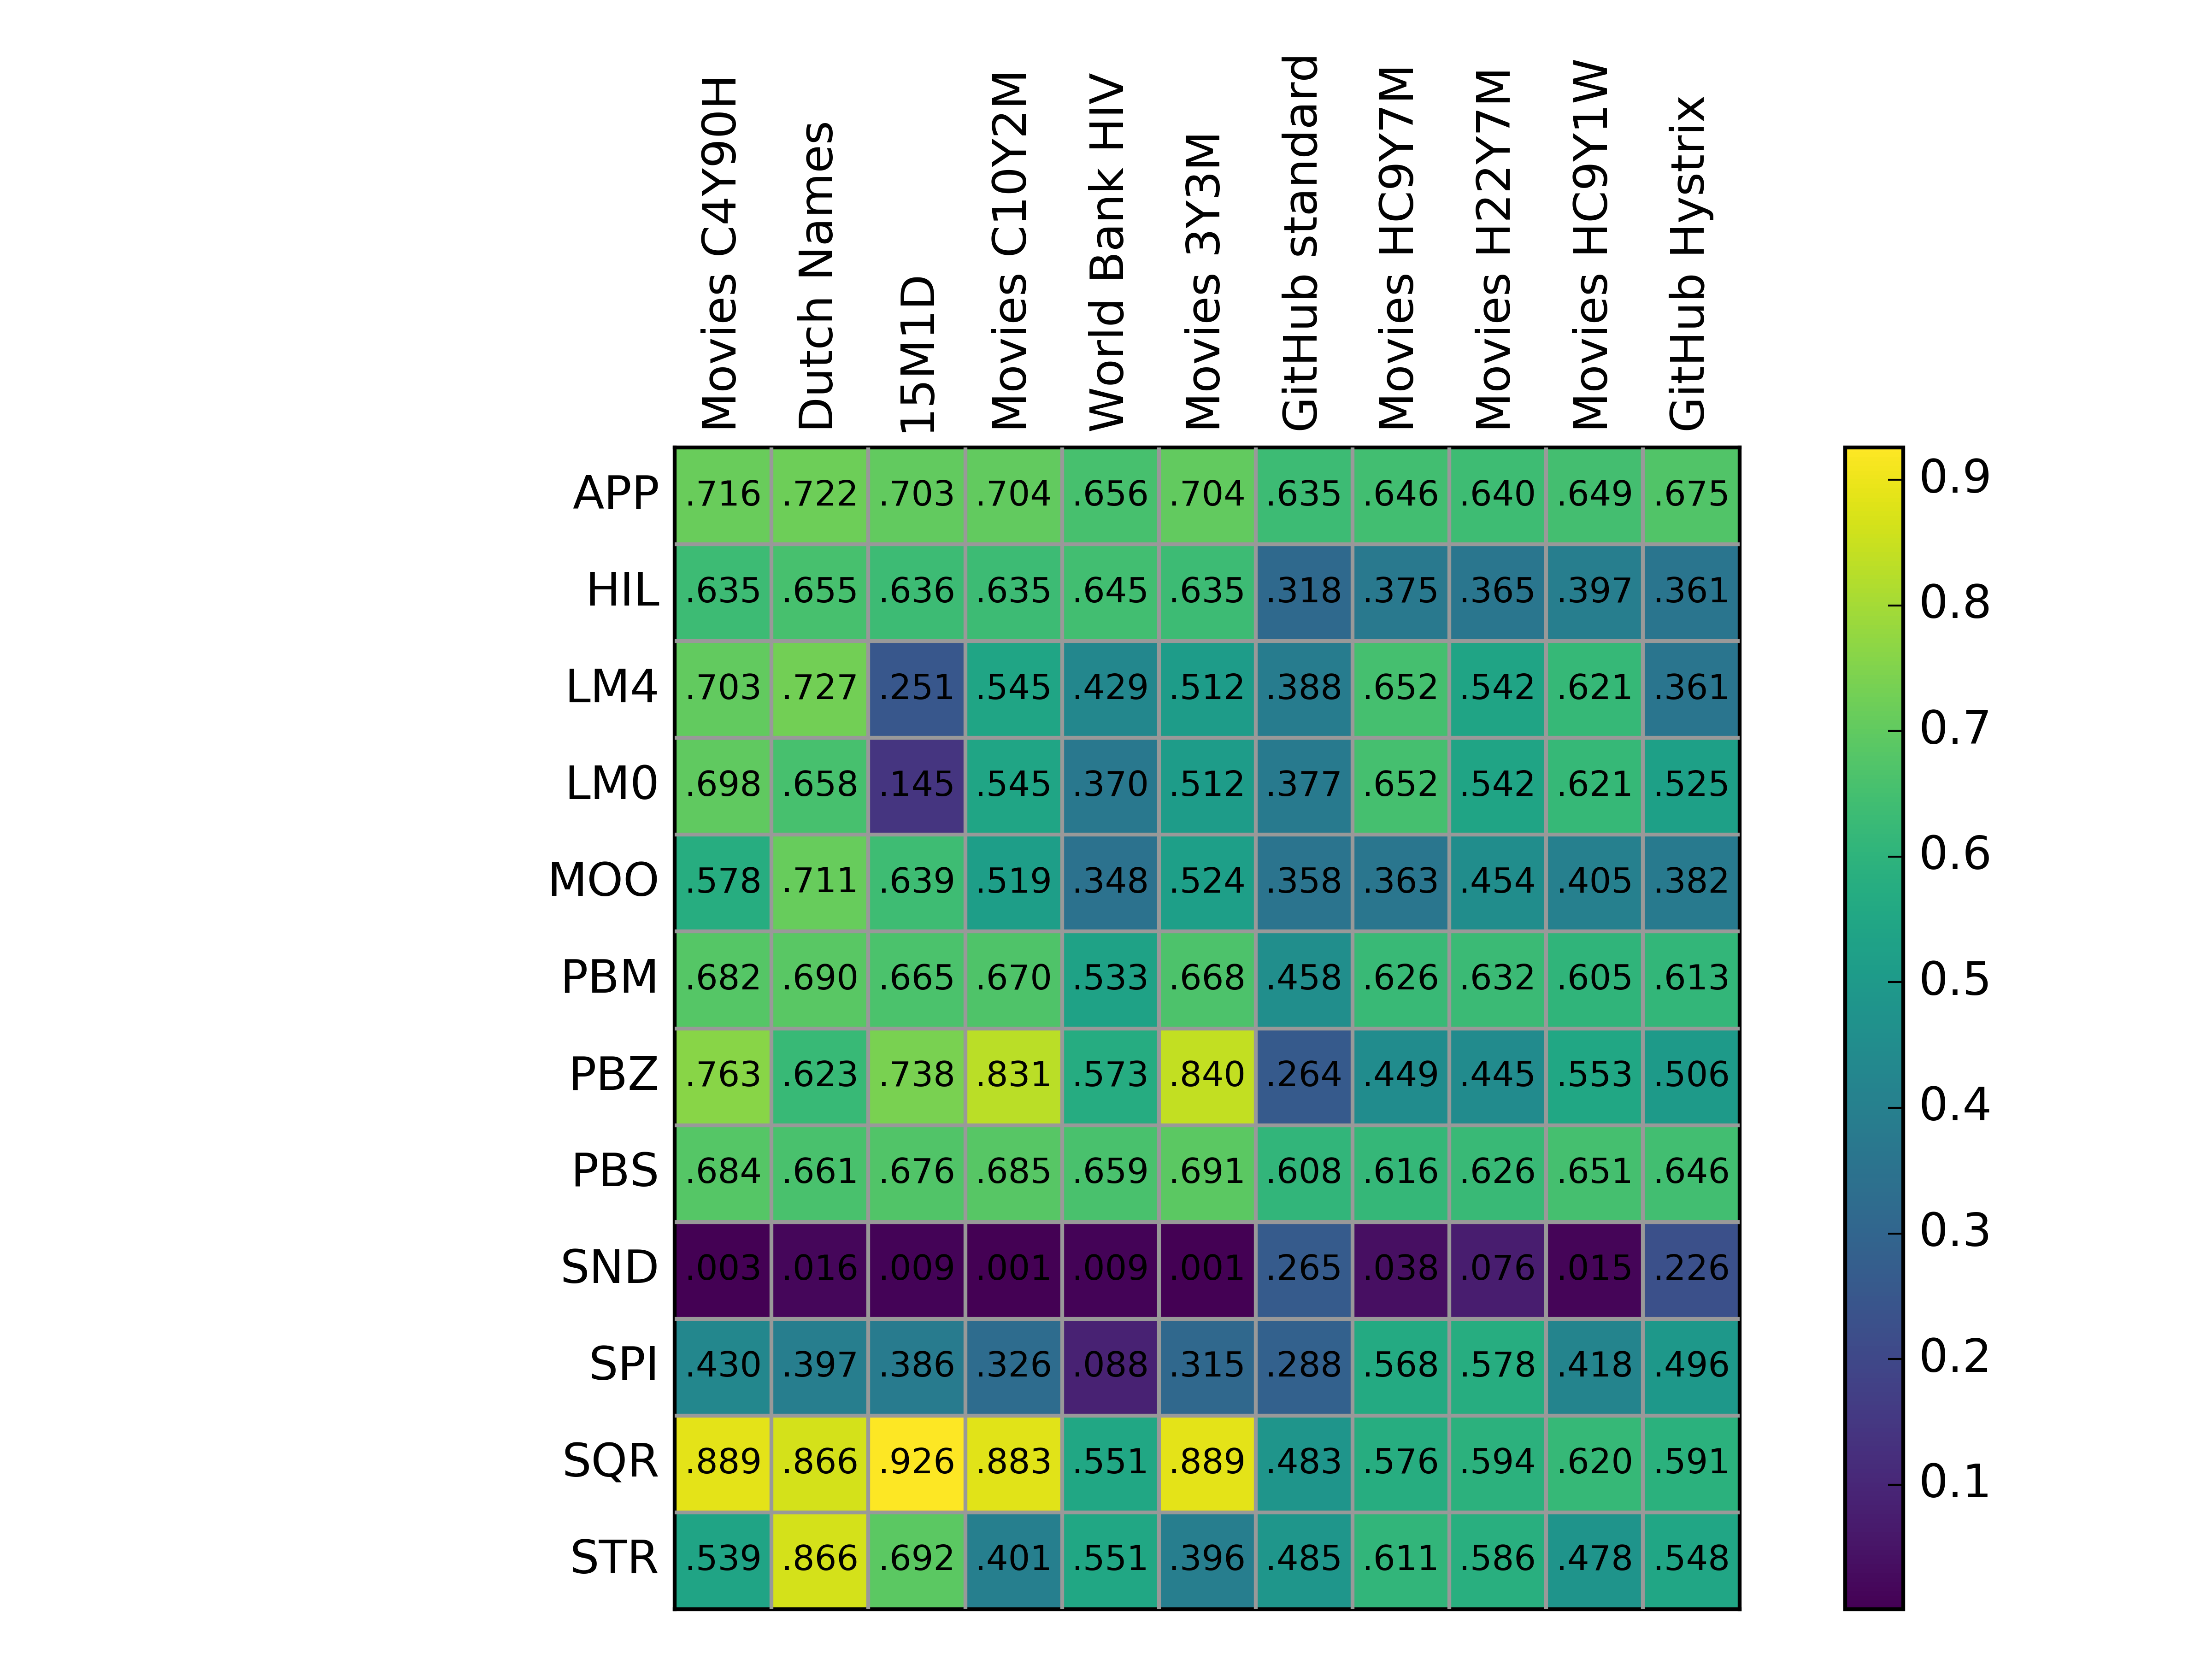 Movies C4Y90H
Dutch Names
15M1D
Movies C10Y2M
World Bank HIV
Movies 3Y3M
GitHub standard
Movies HC9Y7M
Movies H22Y7M
Movies HC9Y1W
GitHub Hystrix
APP .716 .722 .703 .704 .656 .704 .635 .646 .640 .649 .675
HIL .635 .655 .636 .635 .645 .635 .318 .375 .365 .397 .361
LM4 .703 .727 .251 .545 .429 .512 .388 .652 .542 .621 .361
LM0 .698 .658 .145 .545 .370 .512 .377 .652 .542 .621 .525
MOO .578 .711 .639 .519 .348 .524 .358 .363 .454 .405 .382
PBM .682 .690 .665 .670 .533 .668 .458 .626 .632 .605 .613
PBZ .763 .623 .738 .831 .573 .840 .264 .449 .445 .553 .506
PBS .684 .661 .676 .685 .659 .691 .608 .616 .626 .651 .646
SND .003 .016 .009 .001 .009 .001 .265 .038 .076 .015 .226
SPI .430 .397 .386 .326 .088 .315 .288 .568 .578 .418 .496
SQR .889 .866 .926 .883 .551 .889 .483 .576 .594 .620 .591
STR .539 .866 .692 .401 .551 .396 .485 .611 .586 .478 .548
0.9
0.8
0.7
0.6
0.5
0.4
0.3
0.2
0.1